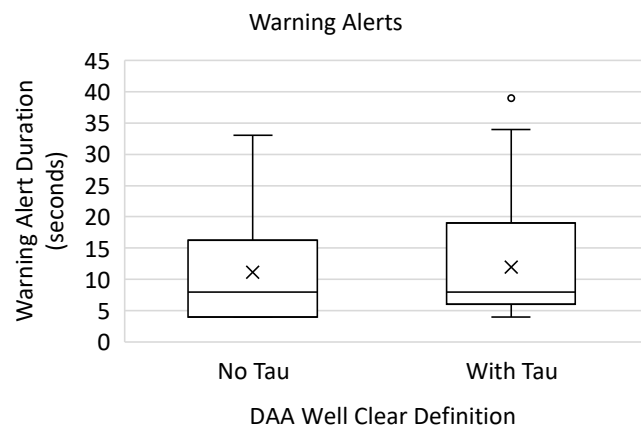 Warning Alerts
Warning Alert Duration
(seconds)
45
40
35
30
25
20
15
10
5
0
No Tau
With Tau
DAA Well Clear Definition